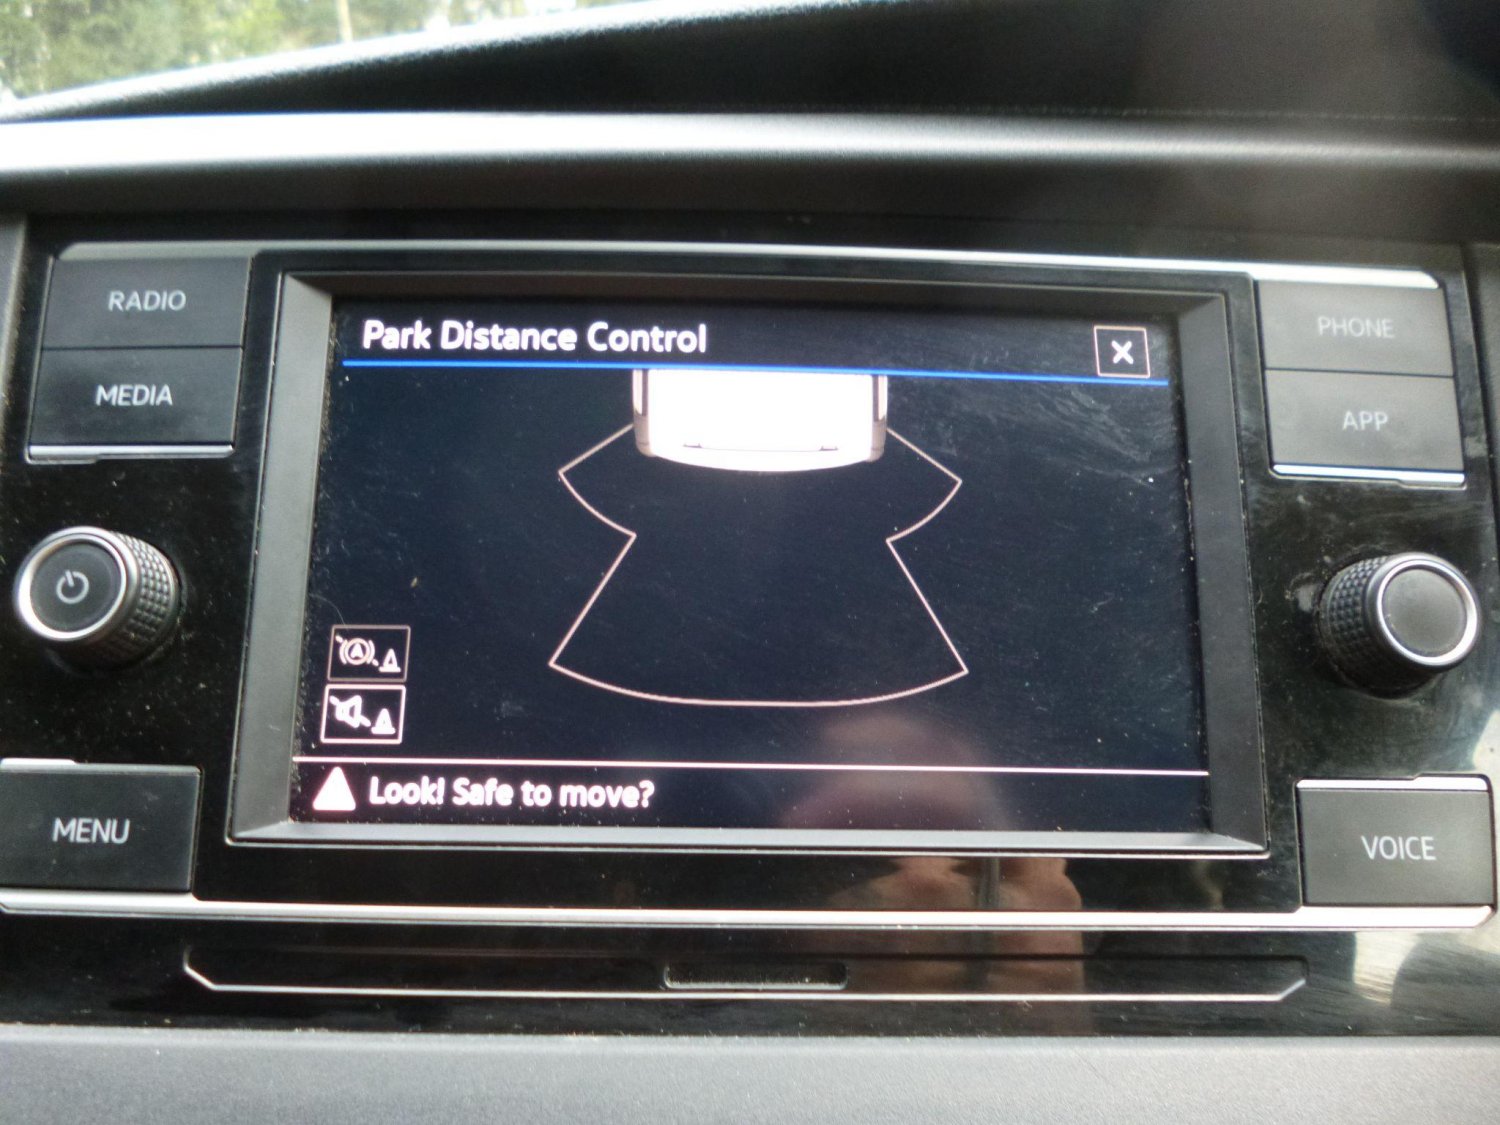 RADIO
MEDIA
MENU
Park Distance Control
Look! Safe to move?
PHONE
APP
VOICE